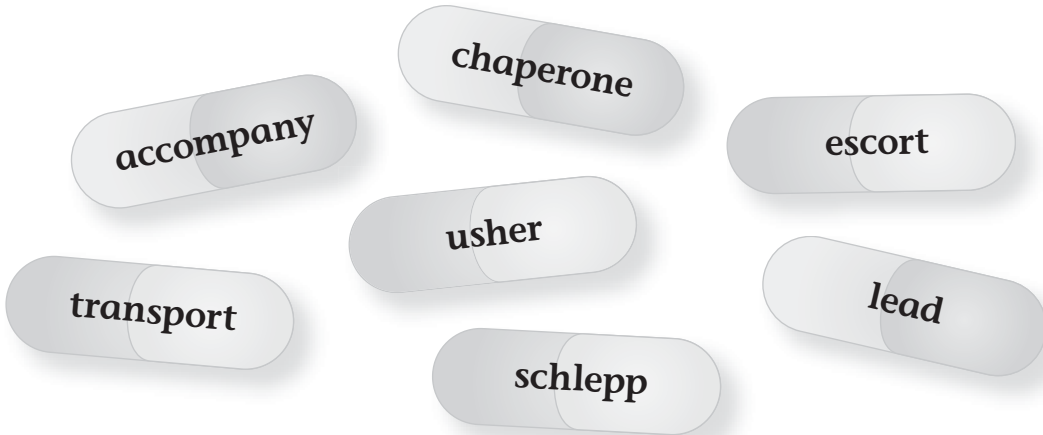 chaperone
accompany
escort
usher
transport
lead
schlepp